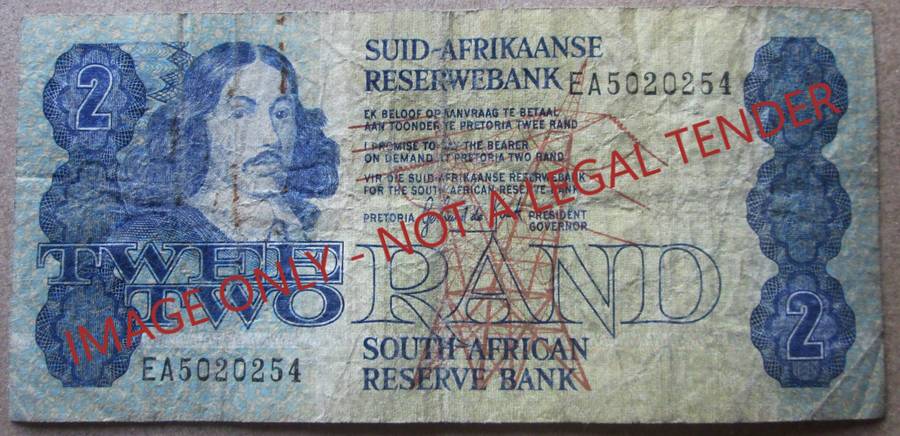 2
SUID-AFRIKAANSE
RESERWEBANK
EA5020254
EK BELOOF OP AANVRAAG TE BETAAL
AAN TOONDER TE PRETORIA TWEE RAND
I PROMISE TO PAY THE BEARER
ON DEMAND AT PRETORIA TWO RAND
VIR DIE SUID-AFRIKAANSE RESERWEBANK
FOR THE SOUTH AFRICAN RESERVE BANK
PRETORIA
PRESIDENT
GOVERNOR
TWEE
TWO
RAND
2
EA5020254
SOUTH AFRICAN
RESERVE BANK
IMAGE ONLY - NOT A LEGAL TENDER